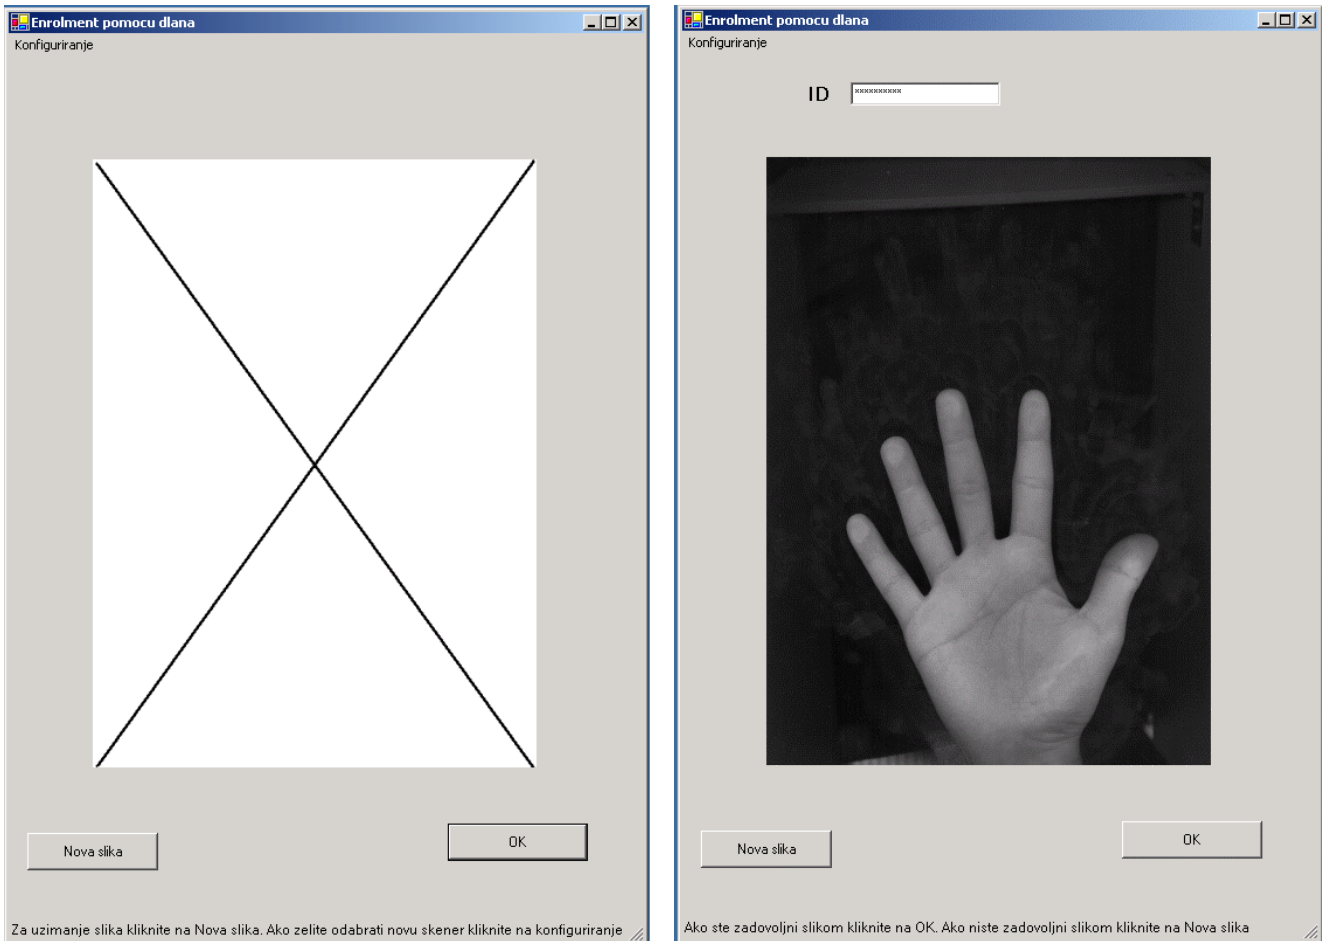 Enrolment pomocu dlana
Konfiguriranje
Nova slika
OK
Za uzimanje slika kliknite na Nova slika. Ako zelite odabrati novu skener kliknite na konfiguriranje
Enrolment pomocu dlana
Konfiguriranje
ID
**********
Nova slika
OK
Ako ste zadovoljni slikom kliknite na OK. Ako niste zadovoljni slikom kliknite na Nova slika